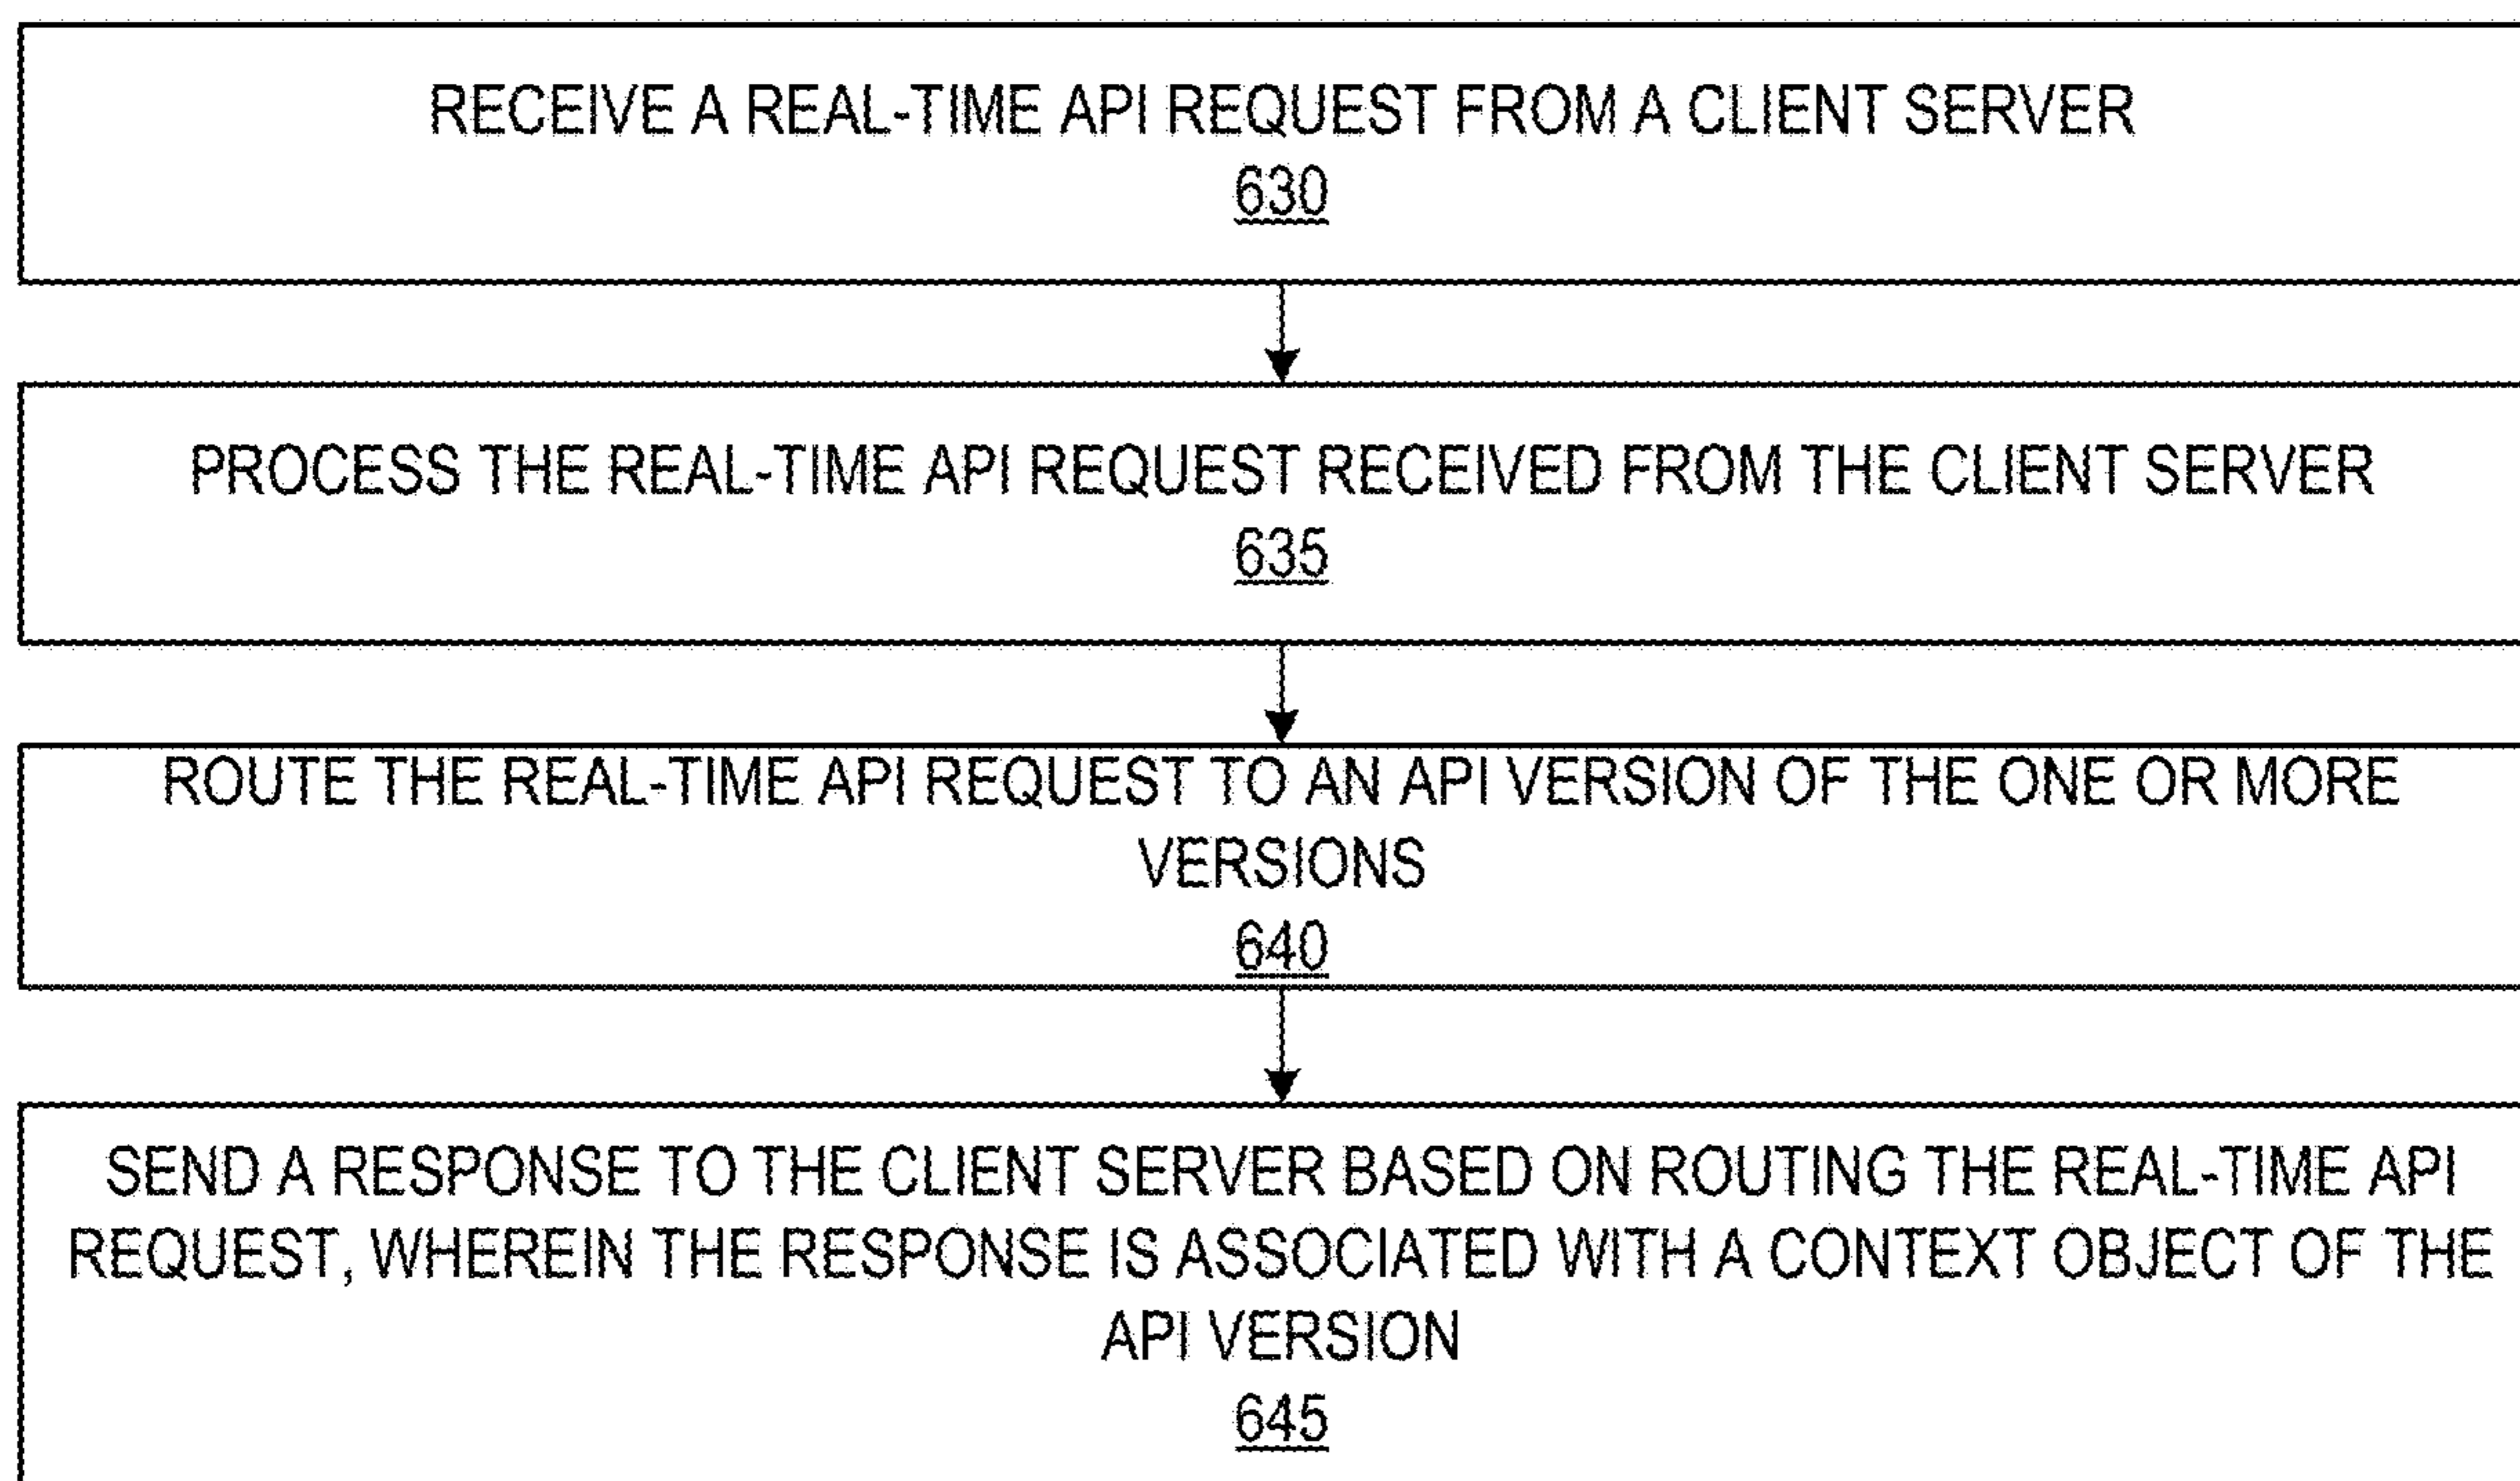 RECEIVE A REAL-TIME API REQUEST FROM A CLIENT SERVER
630
PROCESS THE REAL-TIME API REQUEST RECEIVED FROM THE CLIENT SERVER
635
ROUTE THE REAL-TIME API REQUEST TO AN API VERSION OF THE ONE OR MORE
VERSIONS
640
SEND A RESPONSE TO THE CLIENT SERVER BASED ON ROUTING THE REAL-TIME API
REQUEST, WHEREIN THE RESPONSE IS ASSOCIATED WITH A CONTEXT OBJECT OF THE
API VERSION
645